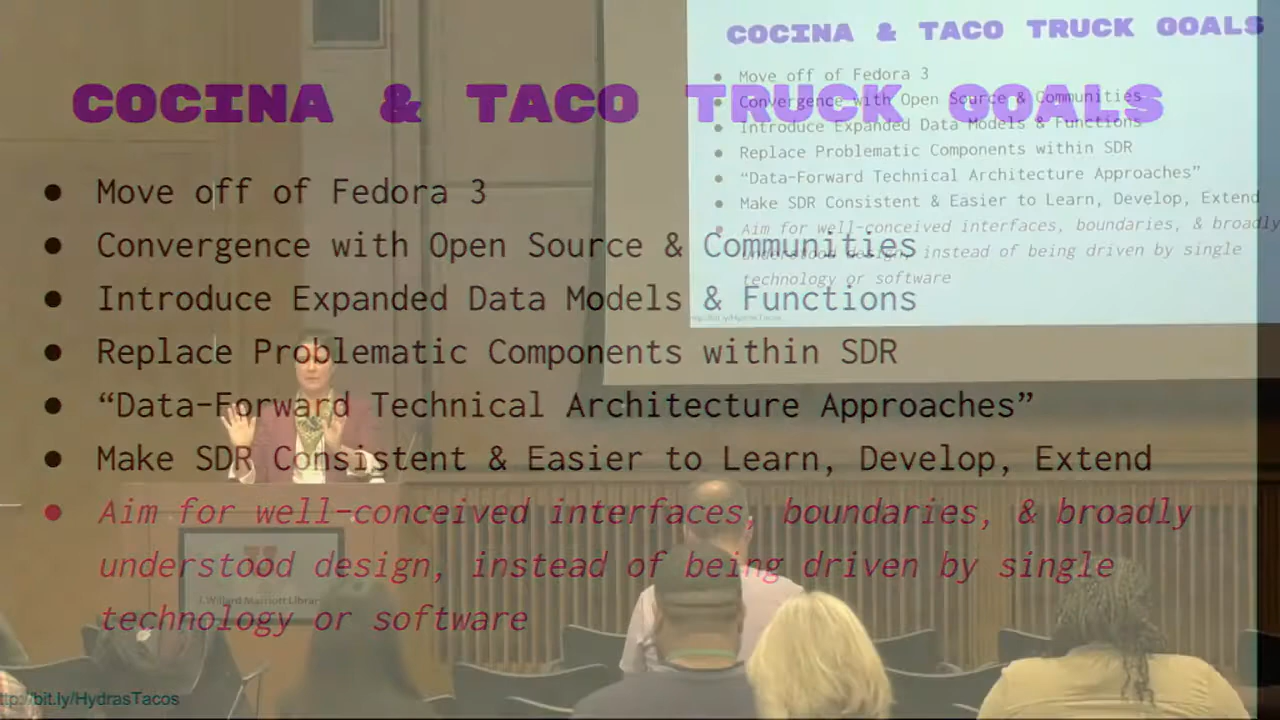 COCINA & TACO TRUCK GOALS
● Move off of Fedora 3
● Convergence with Open Source & Communities
● Introduce Expanded Data Models & Functions
● Replace Problematic Components within SDR
● “Data-Forward Technical Architecture Approaches”
● Make SDR Consistent & Easier to Learn, Develop, Extend
● Aim for well-conceived interfaces, boundaries, & broadly
understood design, instead of being driven by single
technology or software
ttp://bit.ly/HydrasTacos
COCINA & TACO TRUCK GOALS
● Move off of Fedora 3
● Convergence with Open Source & Communities
● Introduce Expanded Data Models & Functions
● Replace Problematic Components within SDR
● “Data-Forward Technical Architecture Approaches”
● Make SDR Consistent & Easier to Learn, Develop, Extend
● Aim for well-conceived interfaces, boundaries, & broadly
understood design, instead of being driven by single
technology or software
J. Willard Marriott Library